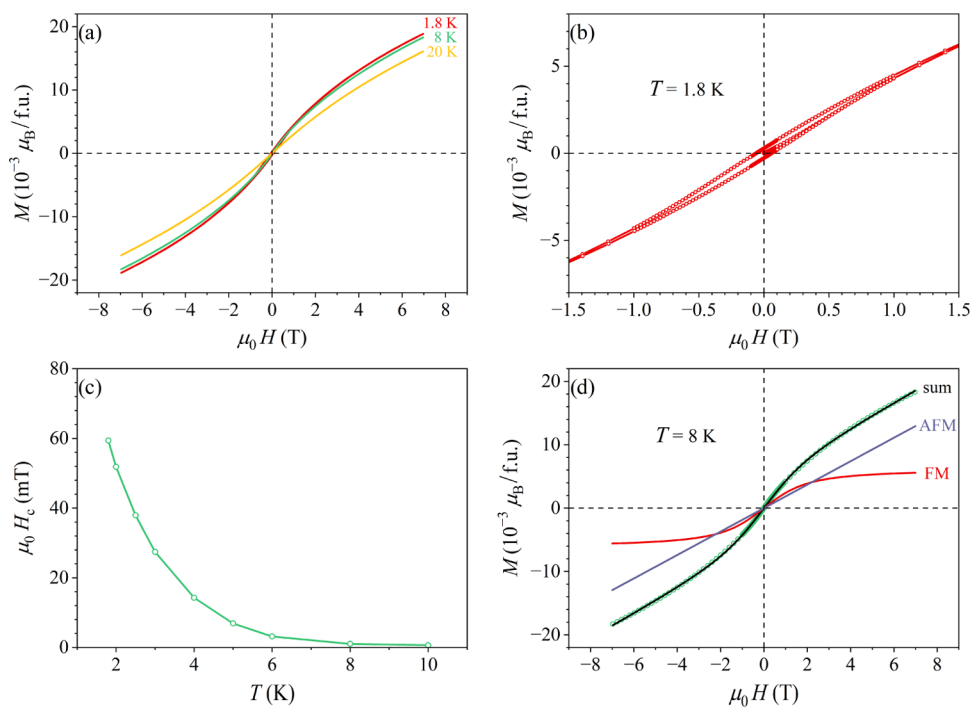 (a)
1.8 K
8 K
20 K
20
10
0
−10
−20
M (10⁻³ μB / f.u.)
−8 −6 −4 −2 0 2 4 6 8
μ0 H (T)
(b)
T = 1.8 K
5
0
−5
M (10⁻³ μB / f.u.)
−1.5 −1.0 −0.5 0.0 0.5 1.0 1.5
μ0 H (T)
(c)
80
60
40
20
0
μ0 Hc (mT)
2 4 6 8 10
T (K)
(d)
sum
AFM
FM
T = 8 K
20
10
0
−10
−20
M (10⁻³ μB / f.u.)
−8 −6 −4 −2 0 2 4 6 8
μ0 H (T)